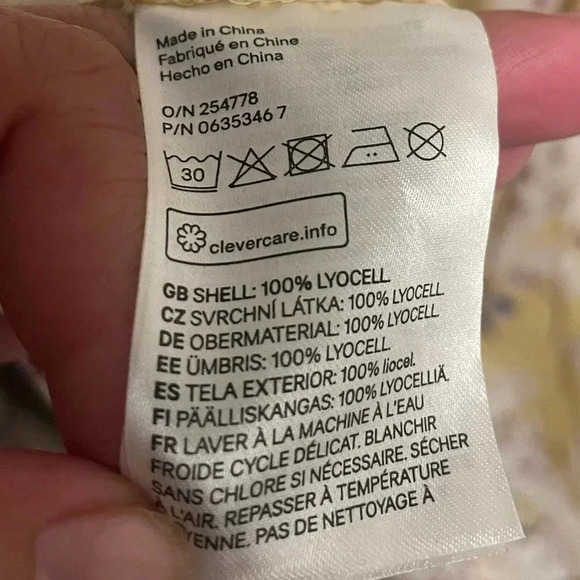 Made in China
Fabriqué en Chine
Hecho en China
O/N 254778
P/N 0635346 7
30
clevercare.info
GB SHELL: 100% LYOCELL
CZ SVRCHNÍ LÁTKA: 100% LYOCELL
DE OBERMATERIAL: 100% LYOCELL
EE ÜMBRIS: 100% LYOCELL
ES TELA EXTERIOR: 100% liocel.
FI PÄÄLLISKANGAS: 100% LYOCELLIÄ.
FR LAVER À LA MACHINE À L'EAU
FROIDE CYCLE DÉLICAT. BLANCHIR
SANS CHLORE SI NÉCESSAIRE. SÉCHER
À L'AIR. REPASSER À TEMPÉRATURE
YENNE. PAS DE NETTOYAGE À